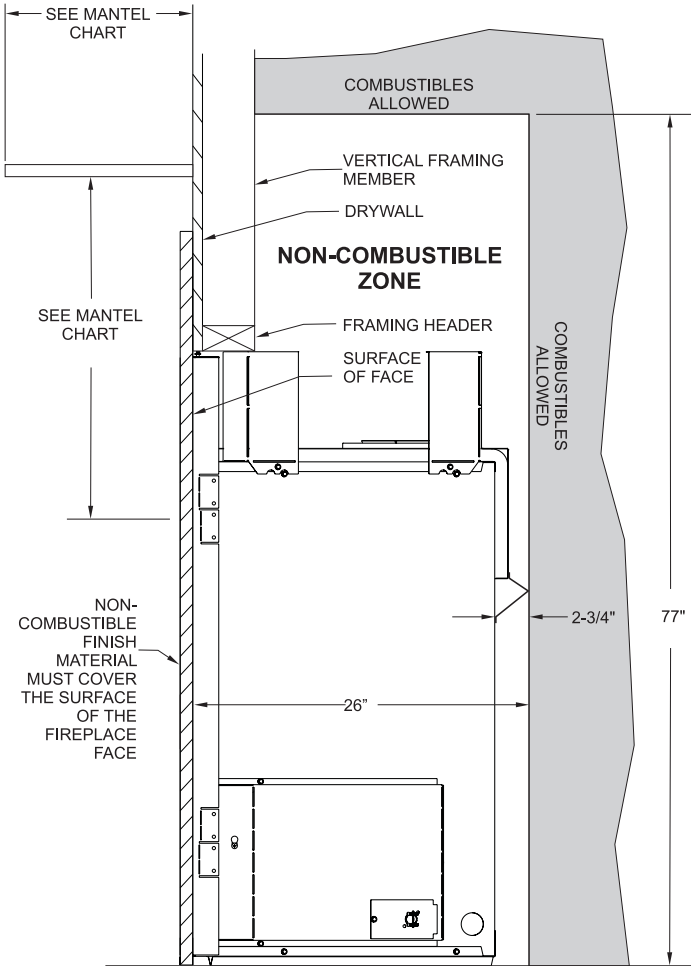 SEE MANTEL
CHART
COMBUSTIBLES
ALLOWED
VERTICAL FRAMING
MEMBER
DRYWALL
NON-COMBUSTIBLE
ZONE
SEE MANTEL
CHART
FRAMING HEADER
SURFACE
OF FACE
COMBUSTIBLES
ALLOWED
NON-
COMBUSTIBLE
FINISH
MATERIAL
MUST COVER
THE SURFACE
OF THE
FIREPLACE
FACE
2-3/4"
77"
26”